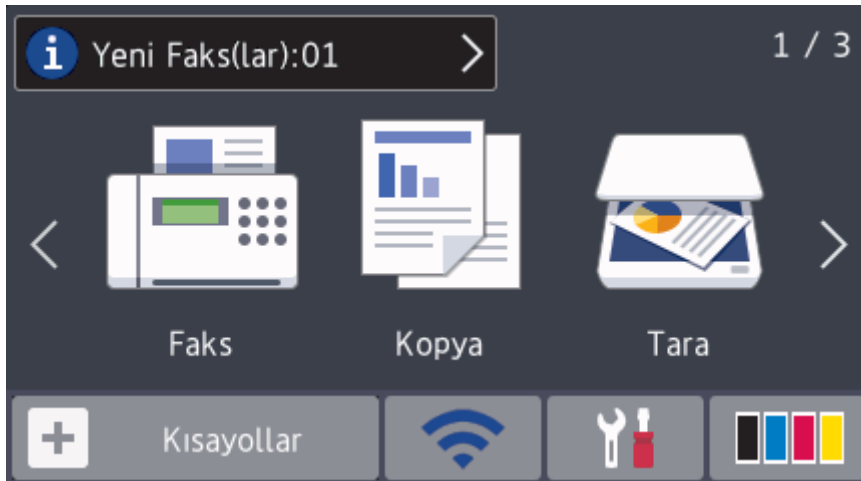 Yeni Faks(lar):01
1 / 3
Faks
Kopya
Tara
Kısayollar